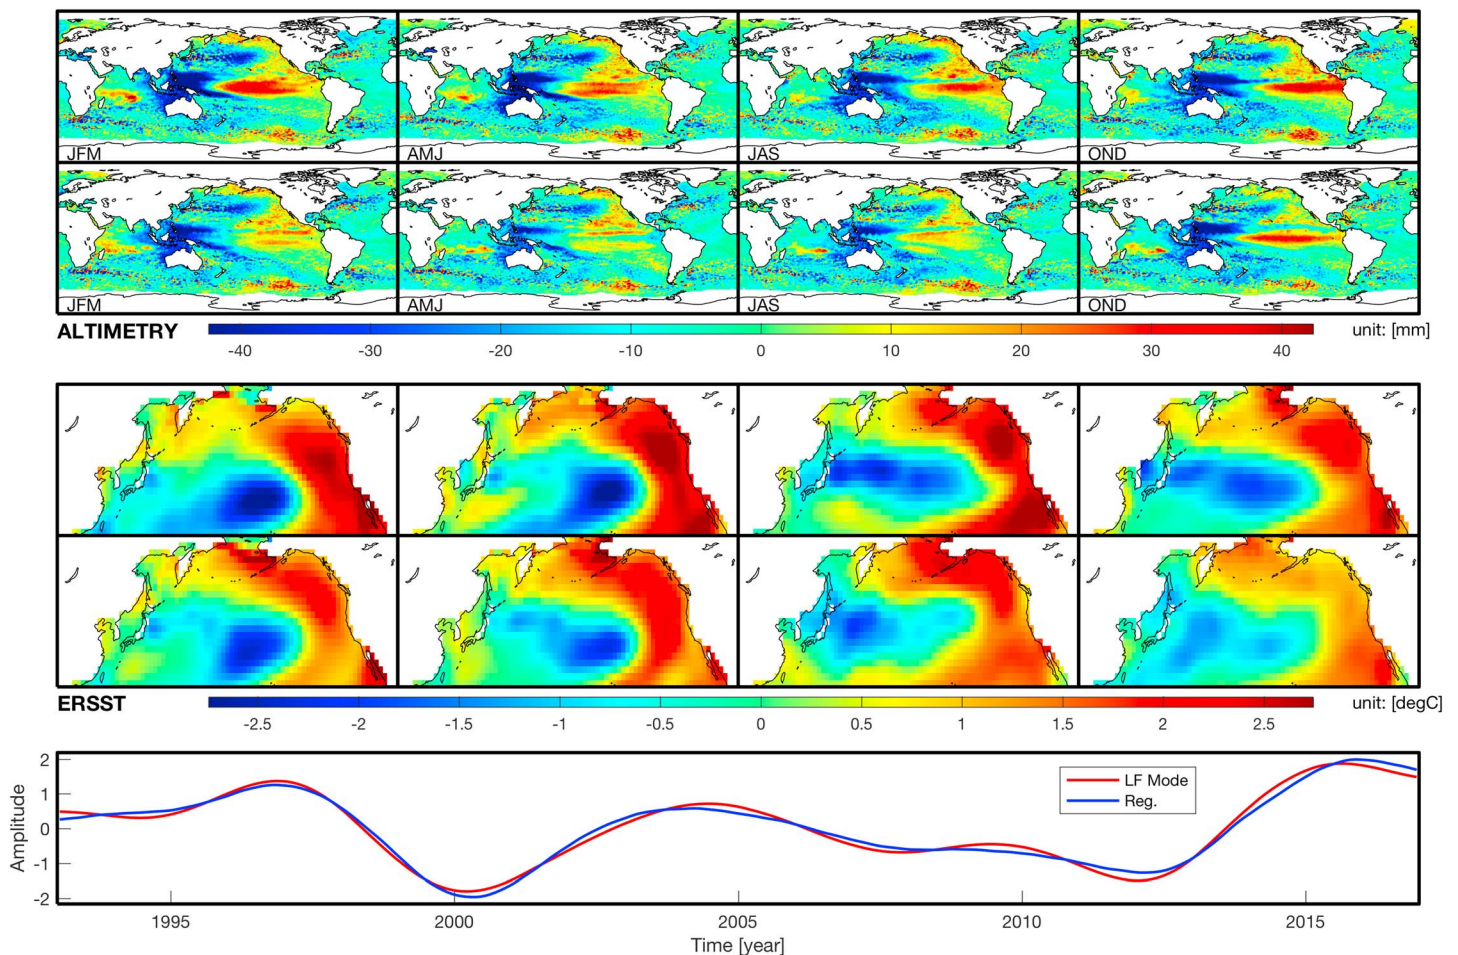 JFM AMJ JAS OND
JFM AMJ JAS OND
ALTIMETRY unit: [mm]
-40 -30 -20 -10 0 10 20 30 40
ERSST unit: [degC]
-2.5 -2 -1.5 -1 -0.5 0 0.5 1 1.5 2 2.5
2
1
0
-1
-2
Amplitude
LF Mode
Reg.
1995 2000 2005 2010 2015
Time [year]